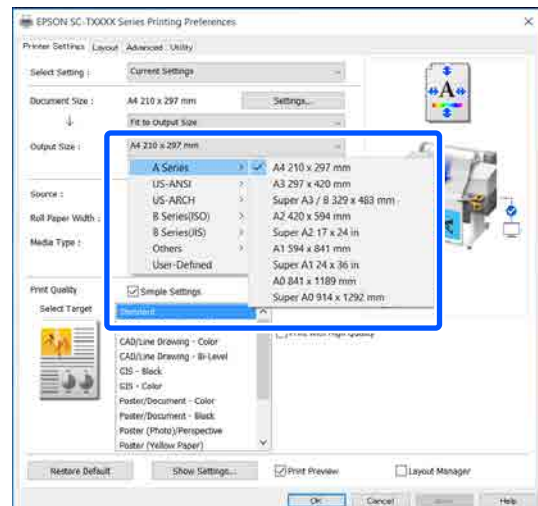 EPSON SC-TXXXX Series Printing Preferences
Printer Settings Layout Advanced Utility
Select Setting : Current Settings
Document Size : A4 210 x 297 mm Settings...
Fit to Output Size
Output Size : A4 210 x 297 mm
A Series
US-ANSI
US-ARCH
B Series(ISO)
B Series(JIS)
Others
User-Defined
A4 210 x 297 mm
A3 297 x 420 mm
Super A3 / B 329 x 483 mm
A2 420 x 594 mm
Super A2 17 x 24 in
A1 594 x 841 mm
Super A1 24 x 36 in
A0 841 x 1189 mm
Super A0 914 x 1292 mm
Source :
Roll Paper Width :
Media Type :
Print Quality
Simple Settings
Select Target
Standard
CAD/Line Drawing - Color
CAD/Line Drawing - Bi-Level
GIS - Black
GIS - Color
Poster/Document - Color
Poster/Document - Black
Poster (Photo)/Perspective
Poster (Yellow Paper)
Print with High Quality
A
Restore Default Show Settings... Print Preview Layout Manager
OK Cancel Help